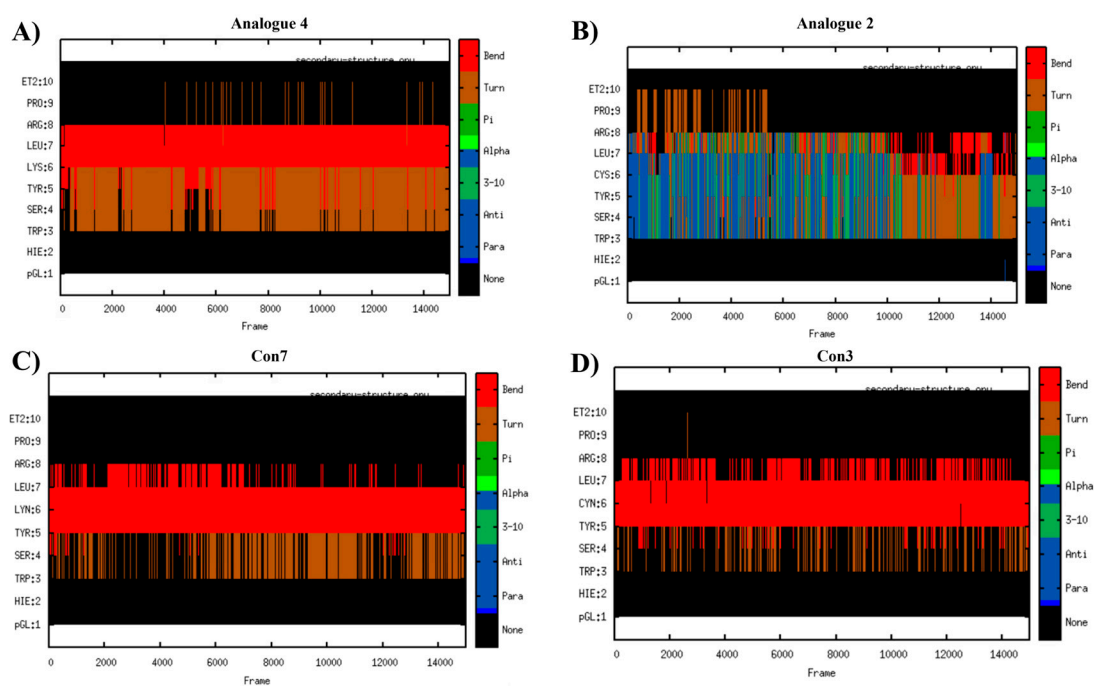 A)
Analogue 4
secondary-structure.gnu
ET2:10
PRO:9
ARG:8
LEU:7
LYS:6
TYR:5
SER:4
TRP:3
HIE:2
pGL:1
0 2000 4000 6000 8000 10000 12000 14000
Frame
Bend
Turn
Pi
Alpha
3-10
Anti
Para
None
B)
Analogue 2
secondary-structure.gnu
ET2:10
PRO:9
ARG:8
LEU:7
CYS:6
TYR:5
SER:4
TRP:3
HIE:2
pGL:1
0 2000 4000 6000 8000 10000 12000 14000
Frame
Bend
Turn
Pi
Alpha
3-10
Anti
Para
None
C)
Con7
secondary-structure.gnu
ET2:10
PRO:9
ARG:8
LEU:7
LYN:6
TYR:5
SER:4
TRP:3
HIE:2
pGL:1
0 2000 4000 6000 8000 10000 12000 14000
Frame
Bend
Turn
Pi
Alpha
3-10
Anti
Para
None
D)
Con3
secondary-structure.gnu
ET2:10
PRO:9
ARG:8
LEU:7
CYN:6
TYR:5
SER:4
TRP:3
HIE:2
pGL:1
0 2000 4000 6000 8000 10000 12000 14000
Frame
Bend
Turn
Pi
Alpha
3-10
Anti
Para
None